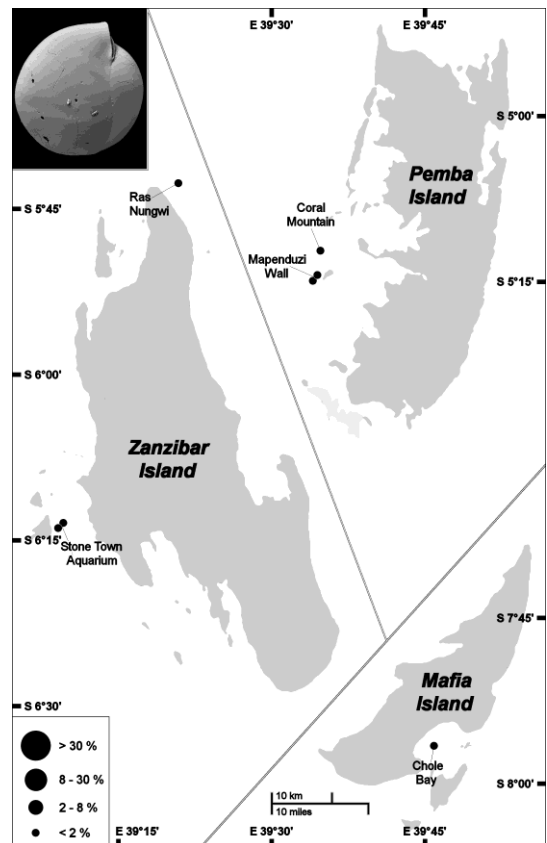 E 39°30'
E 39°45'
S 5°00'
Pemba
Island
Ras
Nungwi
Coral
Mountain
S 5°45'
Mapenduzi
Wall
S 5°15'
S 6°00'
Zanzibar
Island
S 6°15'
Stone Town
Aquarium
S 7°45'
Mafia
Island
S 6°30'
> 30 %
8 - 30 %
2 - 8 %
< 2 %
Chole
Bay
S 8°00'
10 km
10 miles
E 39°15'
E 39°30'
E 39°45'